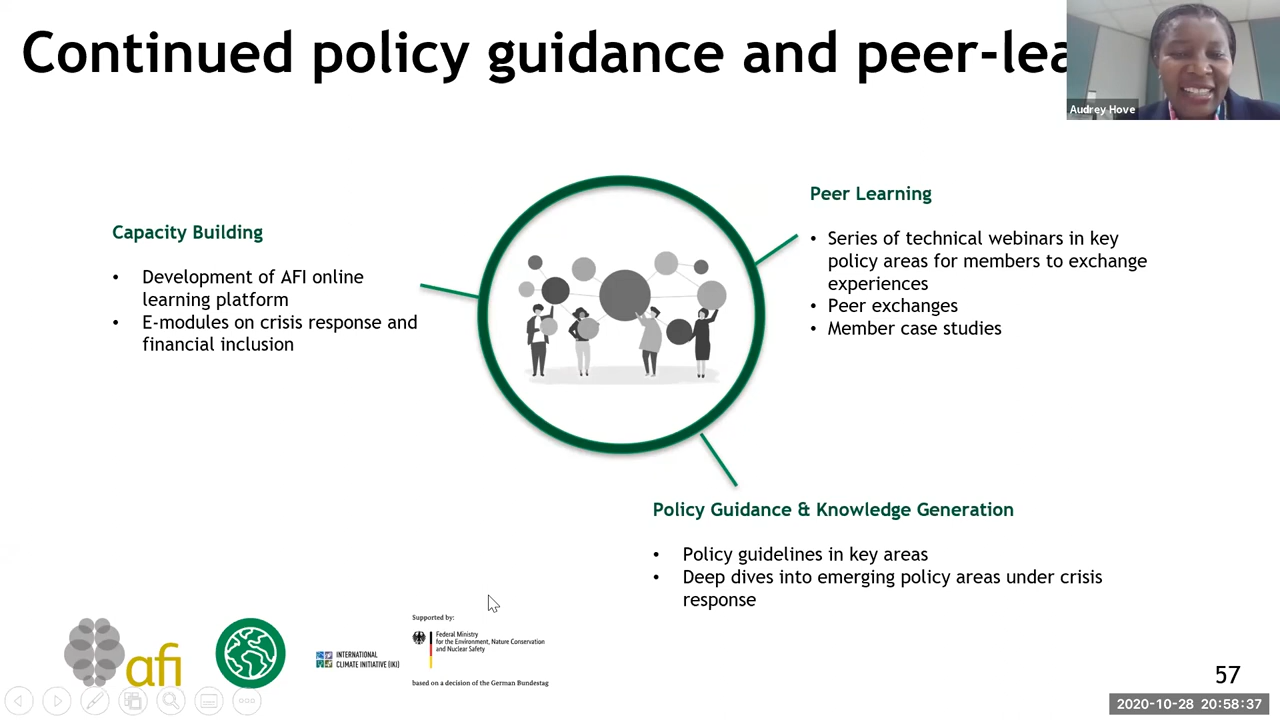 Continued policy guidance and peer-lea
Audrey Hove
Capacity Building
• Development of AFI online
learning platform
• E-modules on crisis response and
financial inclusion
Peer Learning
• Series of technical webinars in key
policy areas for members to exchange
experiences
• Peer exchanges
• Member case studies
Policy Guidance & Knowledge Generation
• Policy guidelines in key areas
• Deep dives into emerging policy areas under crisis
response
afi
INTERNATIONAL
CLIMATE INITIATIVE (IKI)
Supported by:
Federal Ministry
for the Environment, Nature Conservation
and Nuclear Safety
based on a decision of the German Bundestag
57
2020-10-28 20:58:37